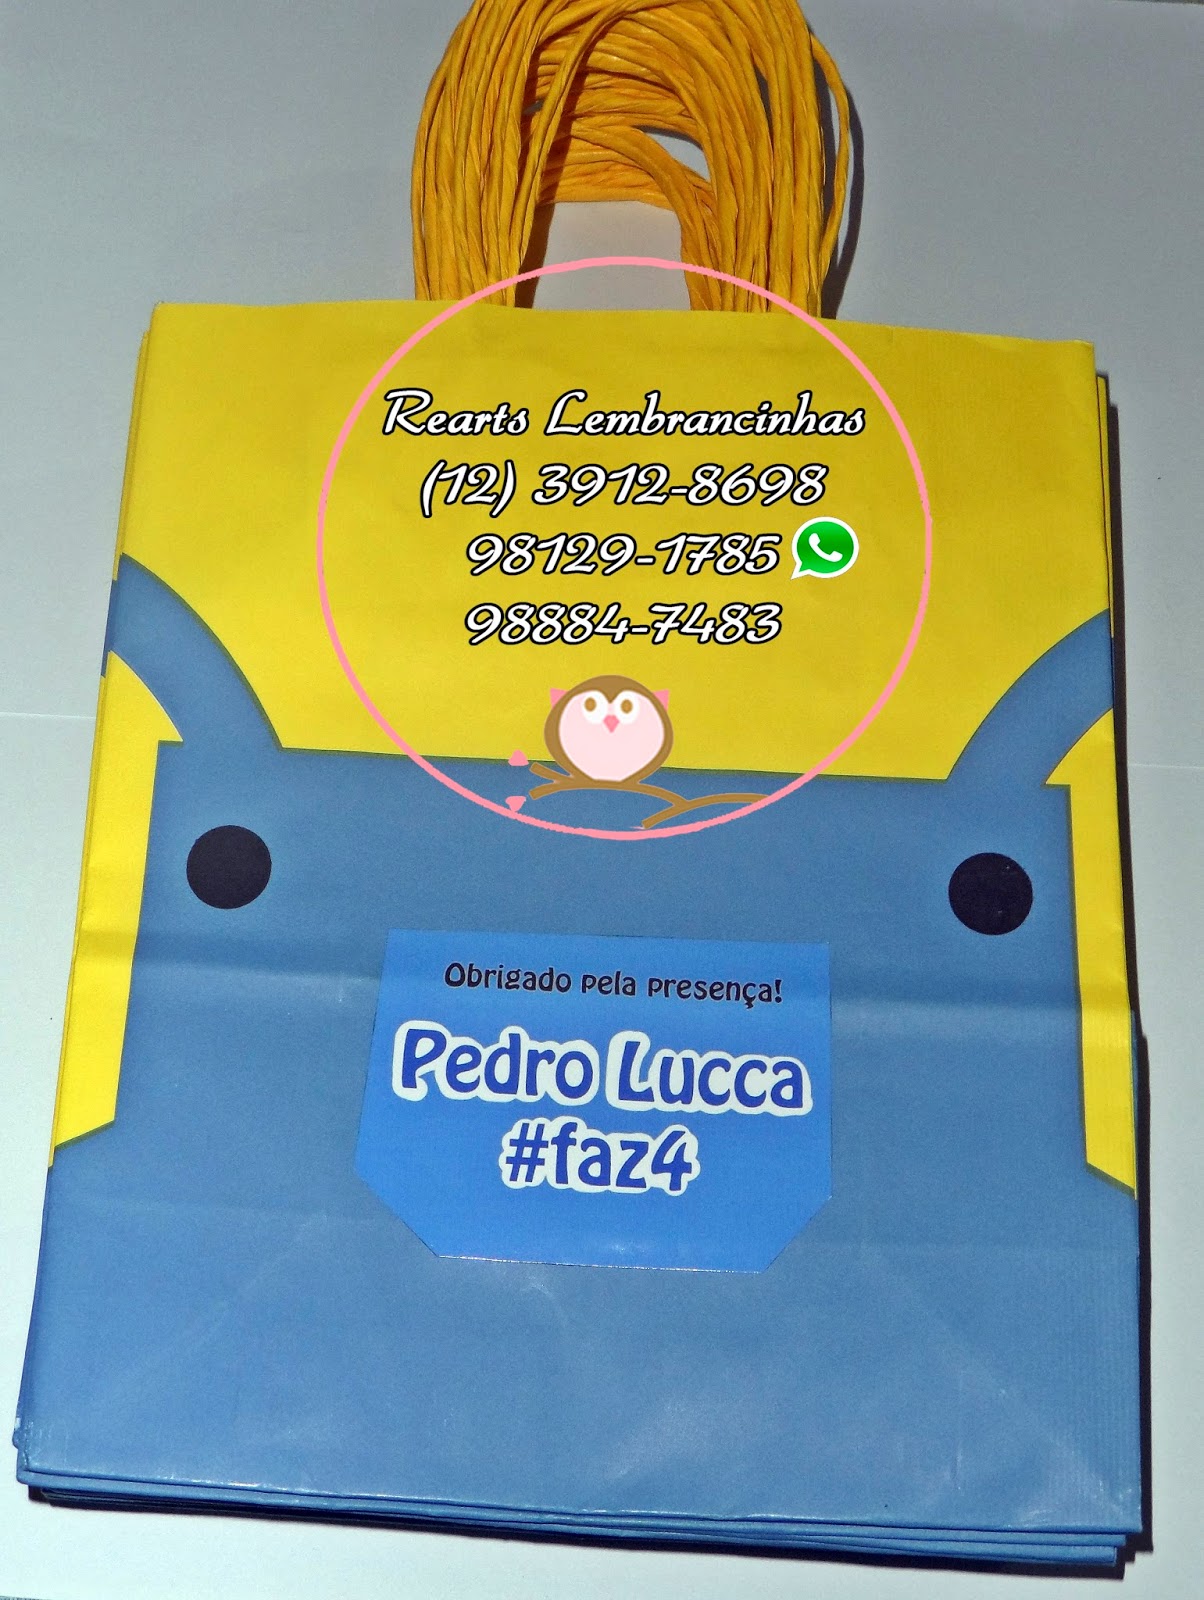 Rearts Lembrancinhas
(12) 3912-8698
98129-1785
98884-7483
Obrigado pela presença!
Pedro Lucca
#faz4